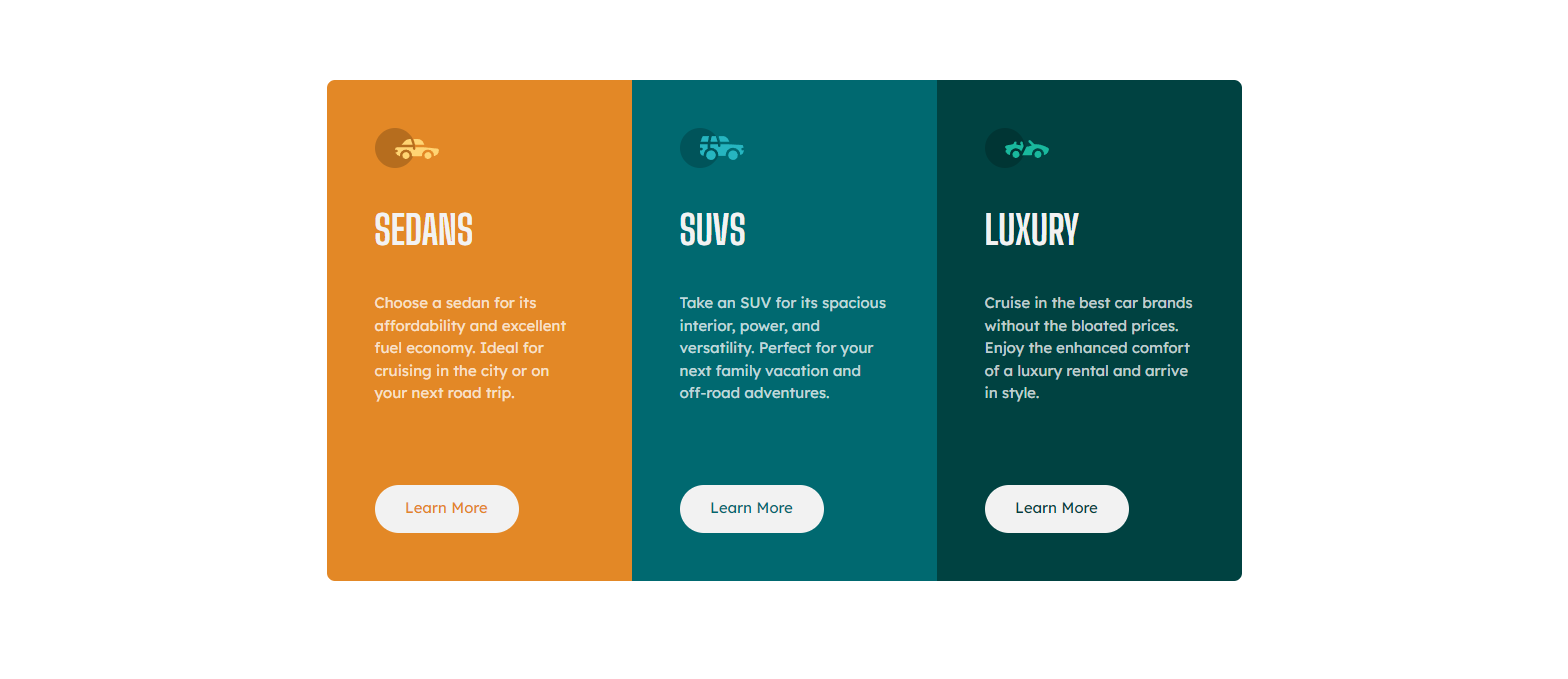 SEDANS
Choose a sedan for its
affordability and excellent
fuel economy. Ideal for
cruising in the city or on
your next road trip.
Learn More
SUVS
Take an SUV for its spacious
interior, power, and
versatility. Perfect for your
next family vacation and
off-road adventures.
Learn More
LUXURY
Cruise in the best car brands
without the bloated prices.
Enjoy the enhanced comfort
of a luxury rental and arrive
in style.
Learn More